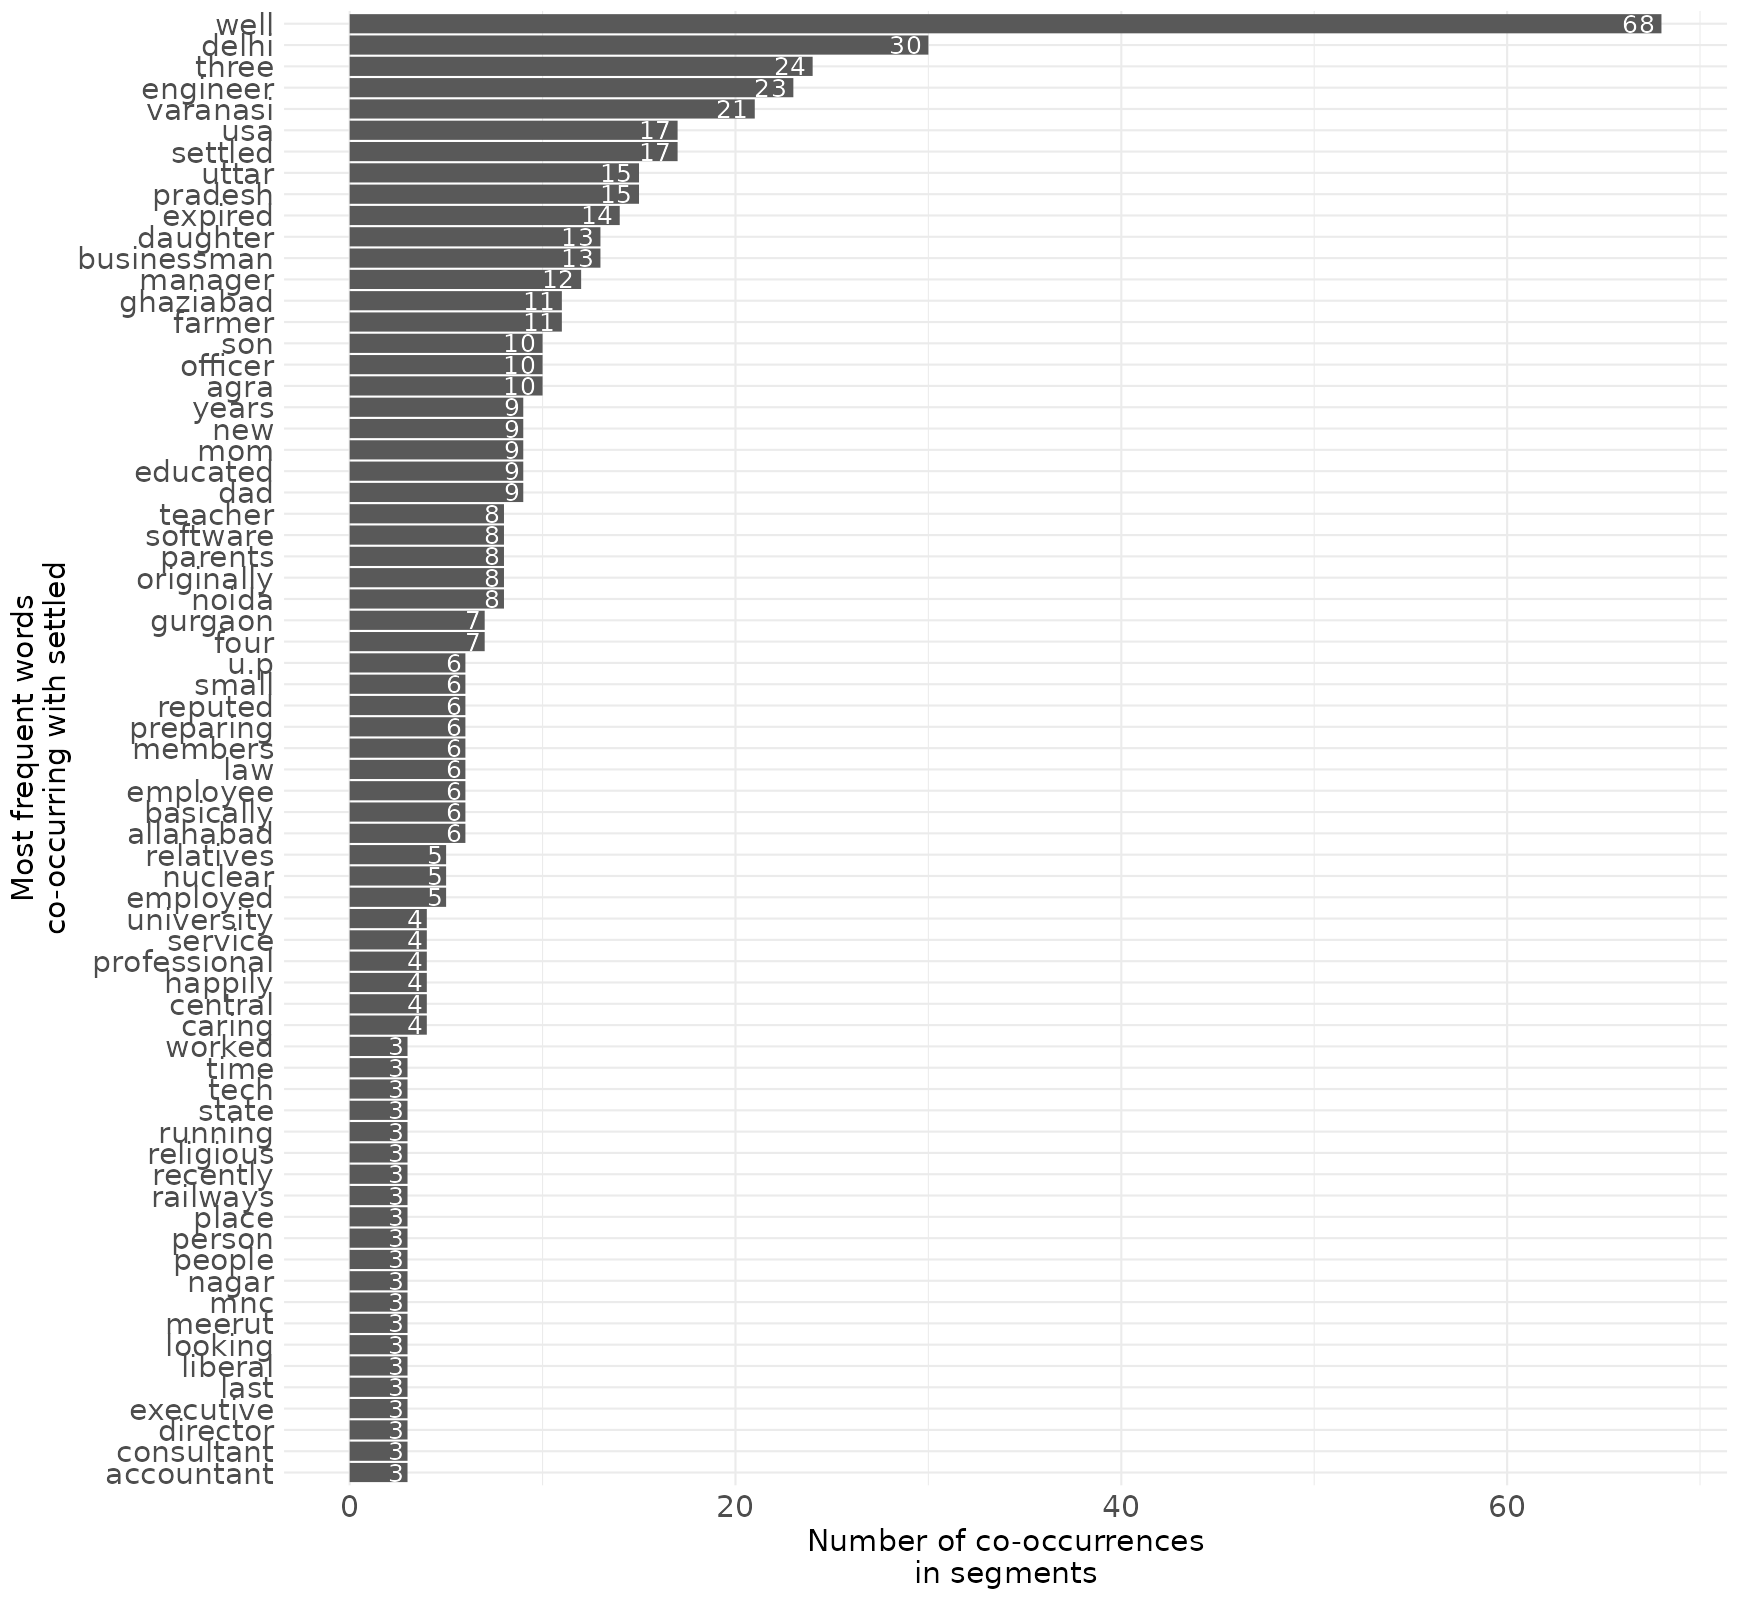 Most frequent words
co-occurring with settled
well 68
delhi 30
three 24
engineer 23
varanasi 21
usa 17
settled 17
uttar 15
pradesh 15
expired 14
daughter 13
businessman 13
manager 12
ghaziabad 11
farmer 11
son 10
officer 10
agra 10
years 9
new 9
mom 9
educated 9
dad 9
teacher 8
software 8
parents 8
originally 8
noida 8
gurgaon 7
four 7
u.p 6
small 6
reputed 6
preparing 6
members 6
law 6
employee 6
basically 6
allahabad 6
relatives 5
nuclear 5
employed 5
university 4
service 4
professional 4
happily 4
central 4
caring 4
worked 3
time 3
tech 3
state 3
running 3
religious 3
recently 3
railways 3
place 3
person 3
people 3
nagar 3
mnc 3
meerut 3
looking 3
liberal 3
last 3
executive 3
director 3
consultant 3
accountant 3
0 20 40 60
Number of co-occurrences
in segments